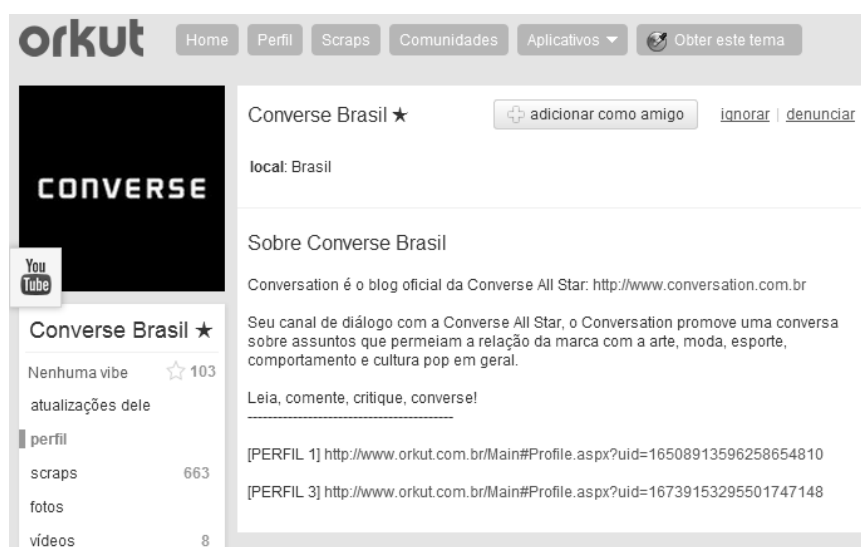 orkut Home Perfil Scraps Comunidades Aplicativos Obter este tema
CONVERSE
You
Tube
Converse Brasil ★
Nenhuma vibe 103
atualizações dele
perfil
scraps 663
fotos
vídeos 8
Converse Brasil ★ adicionar como amigo ignorar | denunciar
local: Brasil
Sobre Converse Brasil
Conversation é o blog oficial da Converse All Star: http://www.conversation.com.br
Seu canal de diálogo com a Converse All Star, o Conversation promove uma conversa
sobre assuntos que permeiam a relação da marca com a arte, moda, esporte,
comportamento e cultura pop em geral.
Leia, comente, critique, converse!
-----------------------------------------
[PERFIL 1] http://www.orkut.com.br/Main#Profile.aspx?uid=16508913596258654810
[PERFIL 3] http://www.orkut.com.br/Main#Profile.aspx?uid=16739153295501747148